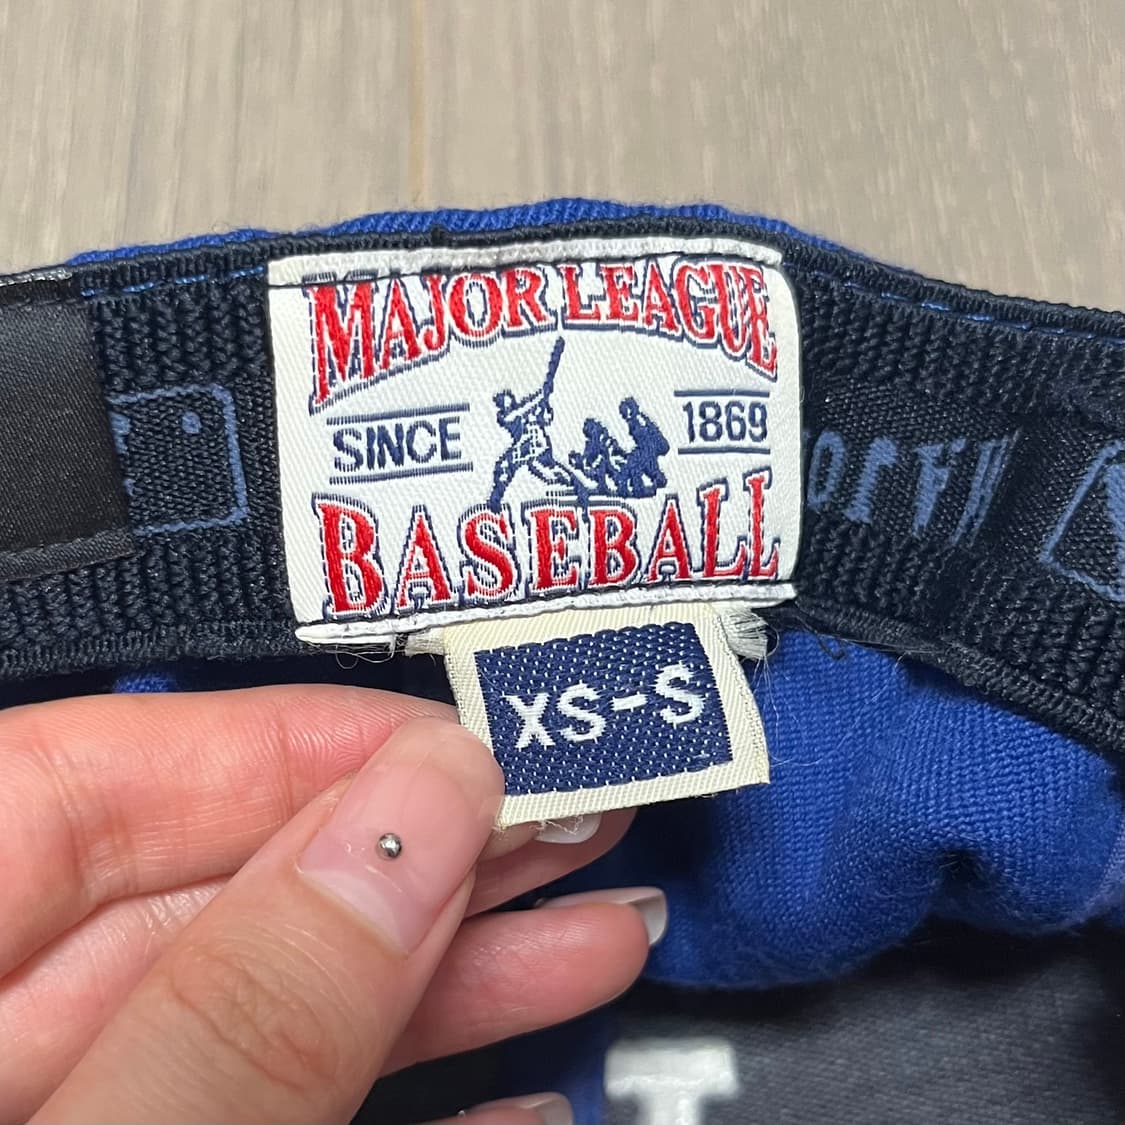 MAJOR LEAGUE
SINCE 1869
BASEBALL
XS-S